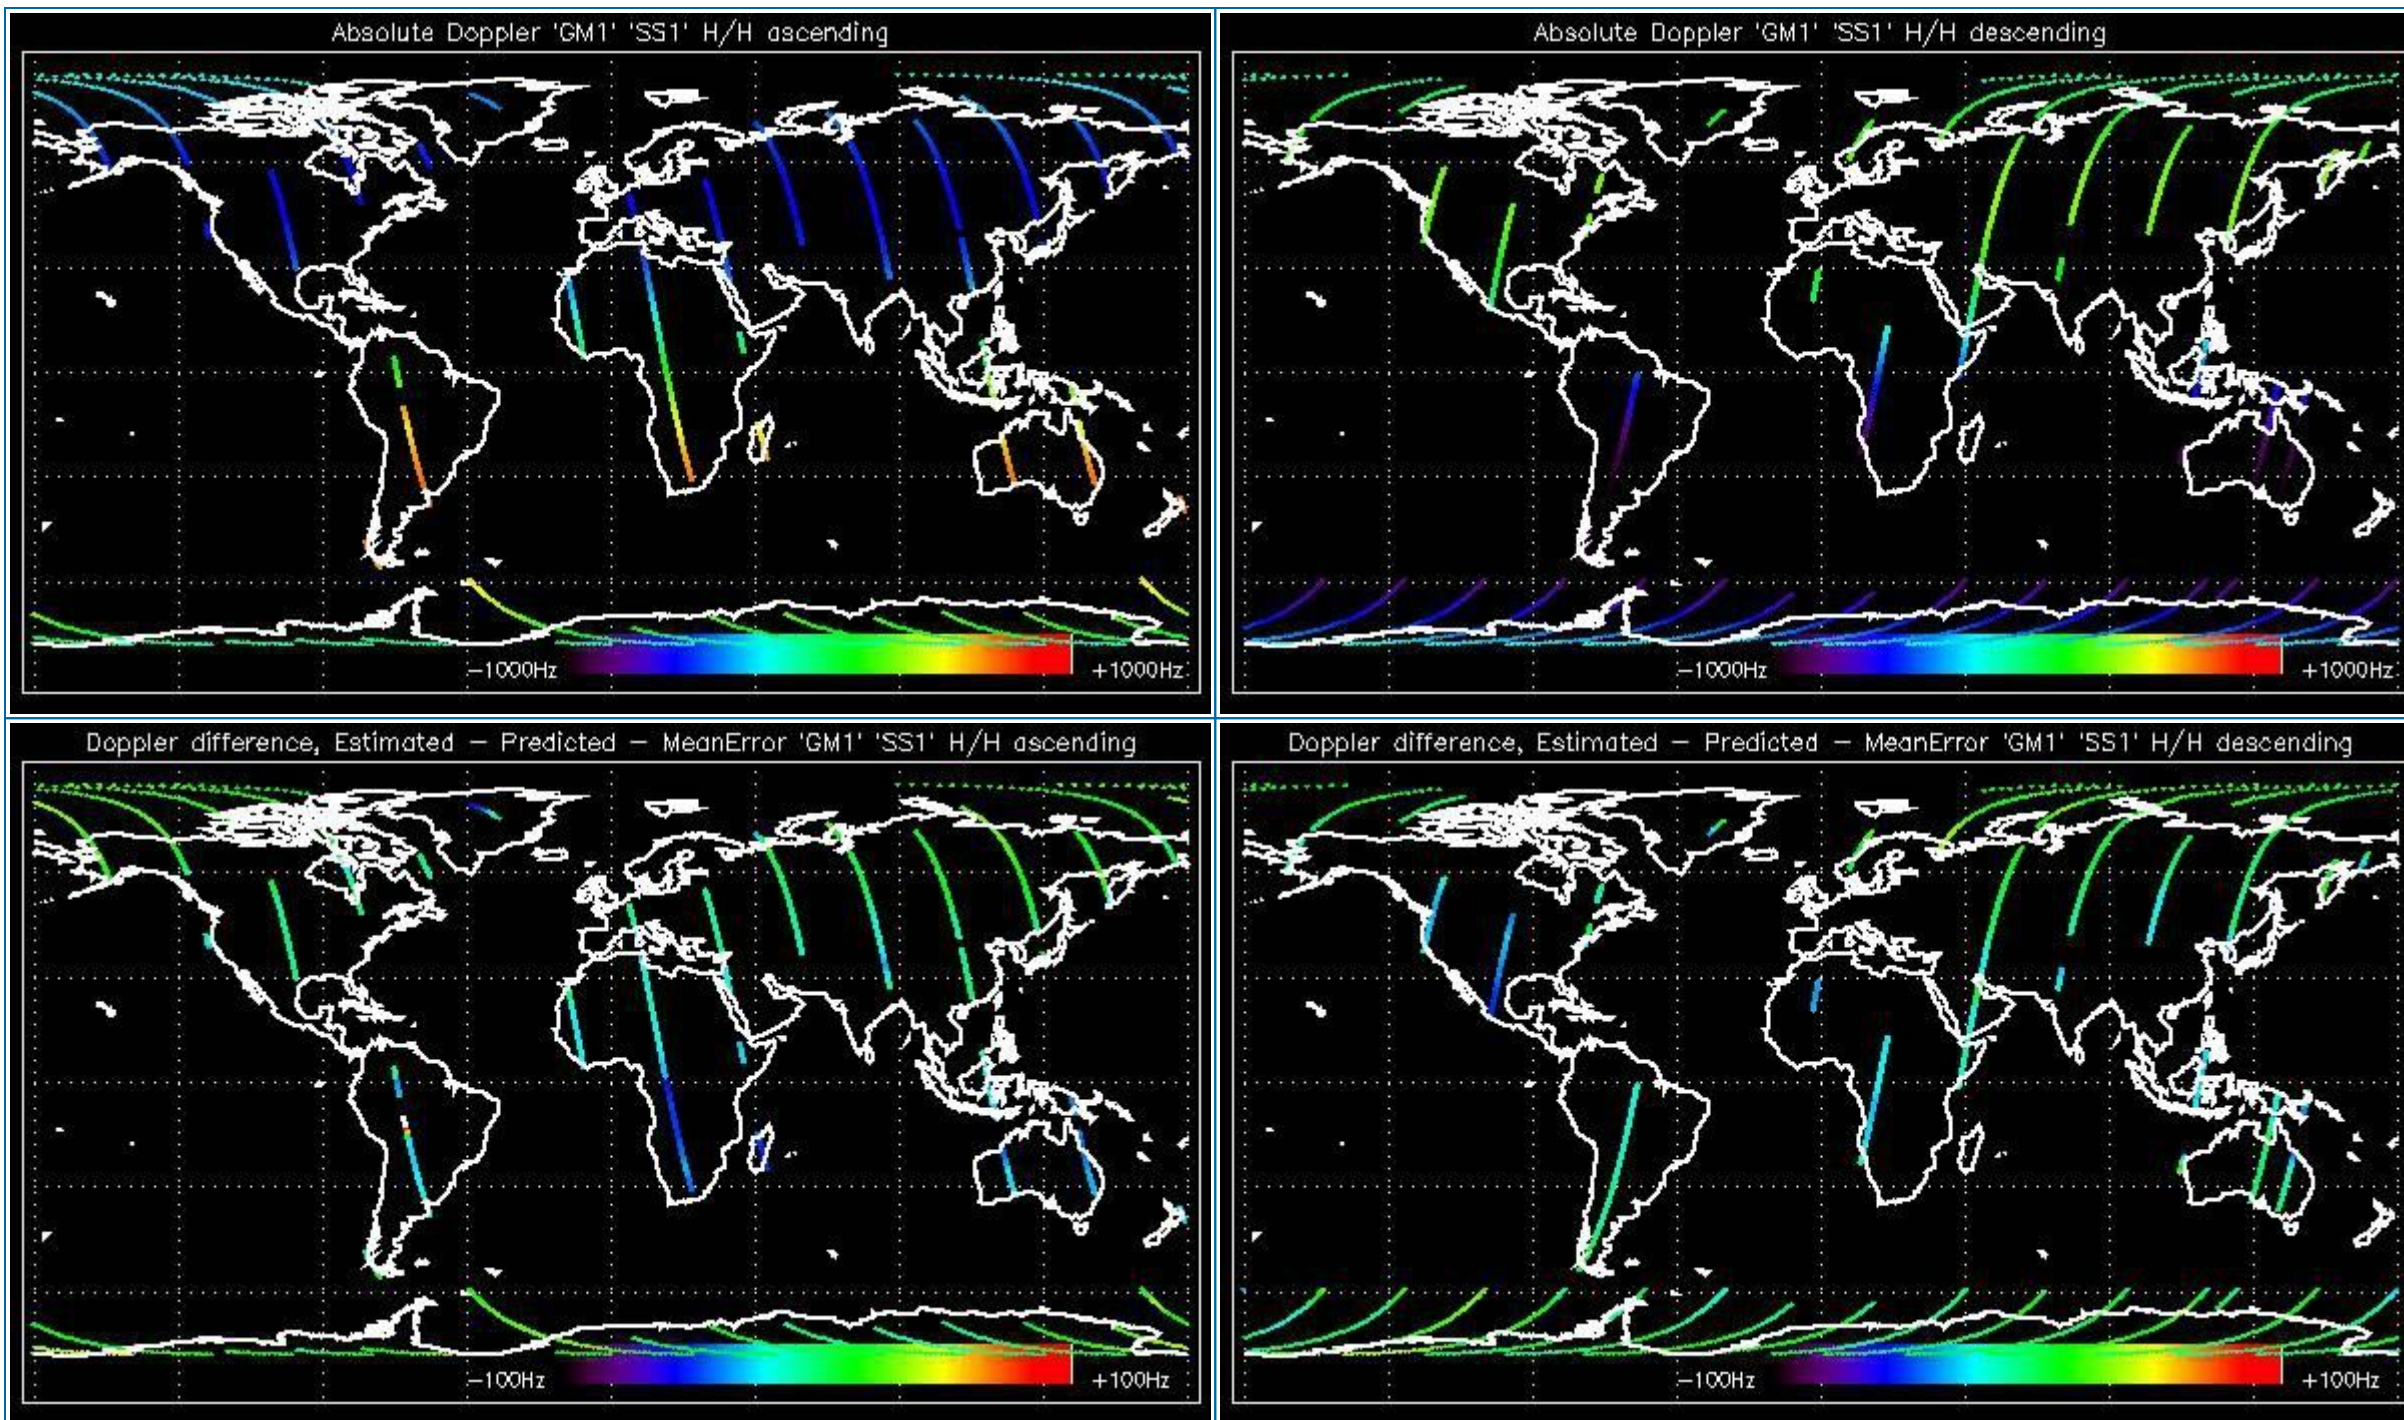 Absolute Doppler 'GM1' 'SS1' H/H ascending
−1000Hz
+1000Hz
Absolute Doppler 'GM1' 'SS1' H/H descending
−1000Hz
+1000Hz
Doppler difference, Estimated − Predicted − MeanError 'GM1' 'SS1' H/H ascending
−100Hz
+100Hz
Doppler difference, Estimated − Predicted − MeanError 'GM1' 'SS1' H/H descending
−100Hz
+100Hz